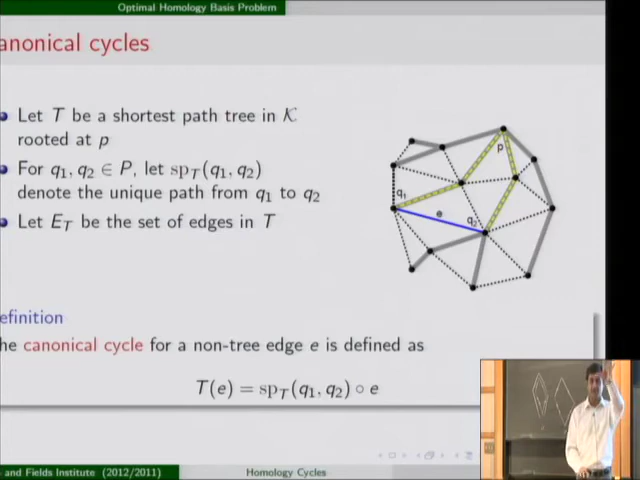 Optimal Homology Basis Problem
anonical cycles
Let T be a shortest path tree in K
rooted at p
For q₁, q₂ ∈ P, let sp_T(q₁, q₂)
denote the unique path from q₁ to q₂
Let E_T be the set of edges in T
p
q₁
e
q₂
efinition
he canonical cycle for a non-tree edge e is defined as
T(e) = sp_T(q₁, q₂) ∘ e
s and Fields Institute (2012/2011)
Homology Cycles